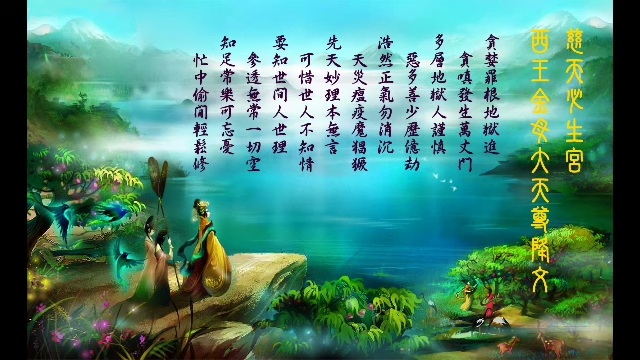 慈天心生宮
西王金母大天尊降文
貪婪罪根地獄進
貪嗔發生萬丈門
多層地獄人謹慎
惡多善少歷億劫
浩然正氣勿消沉
天災瘟疫魔猖獗
先天妙理本無言
可惜世人不知情
要知世間人世理
參透無常一切空
知足常樂可忘憂
忙中偷閒輕鬆修